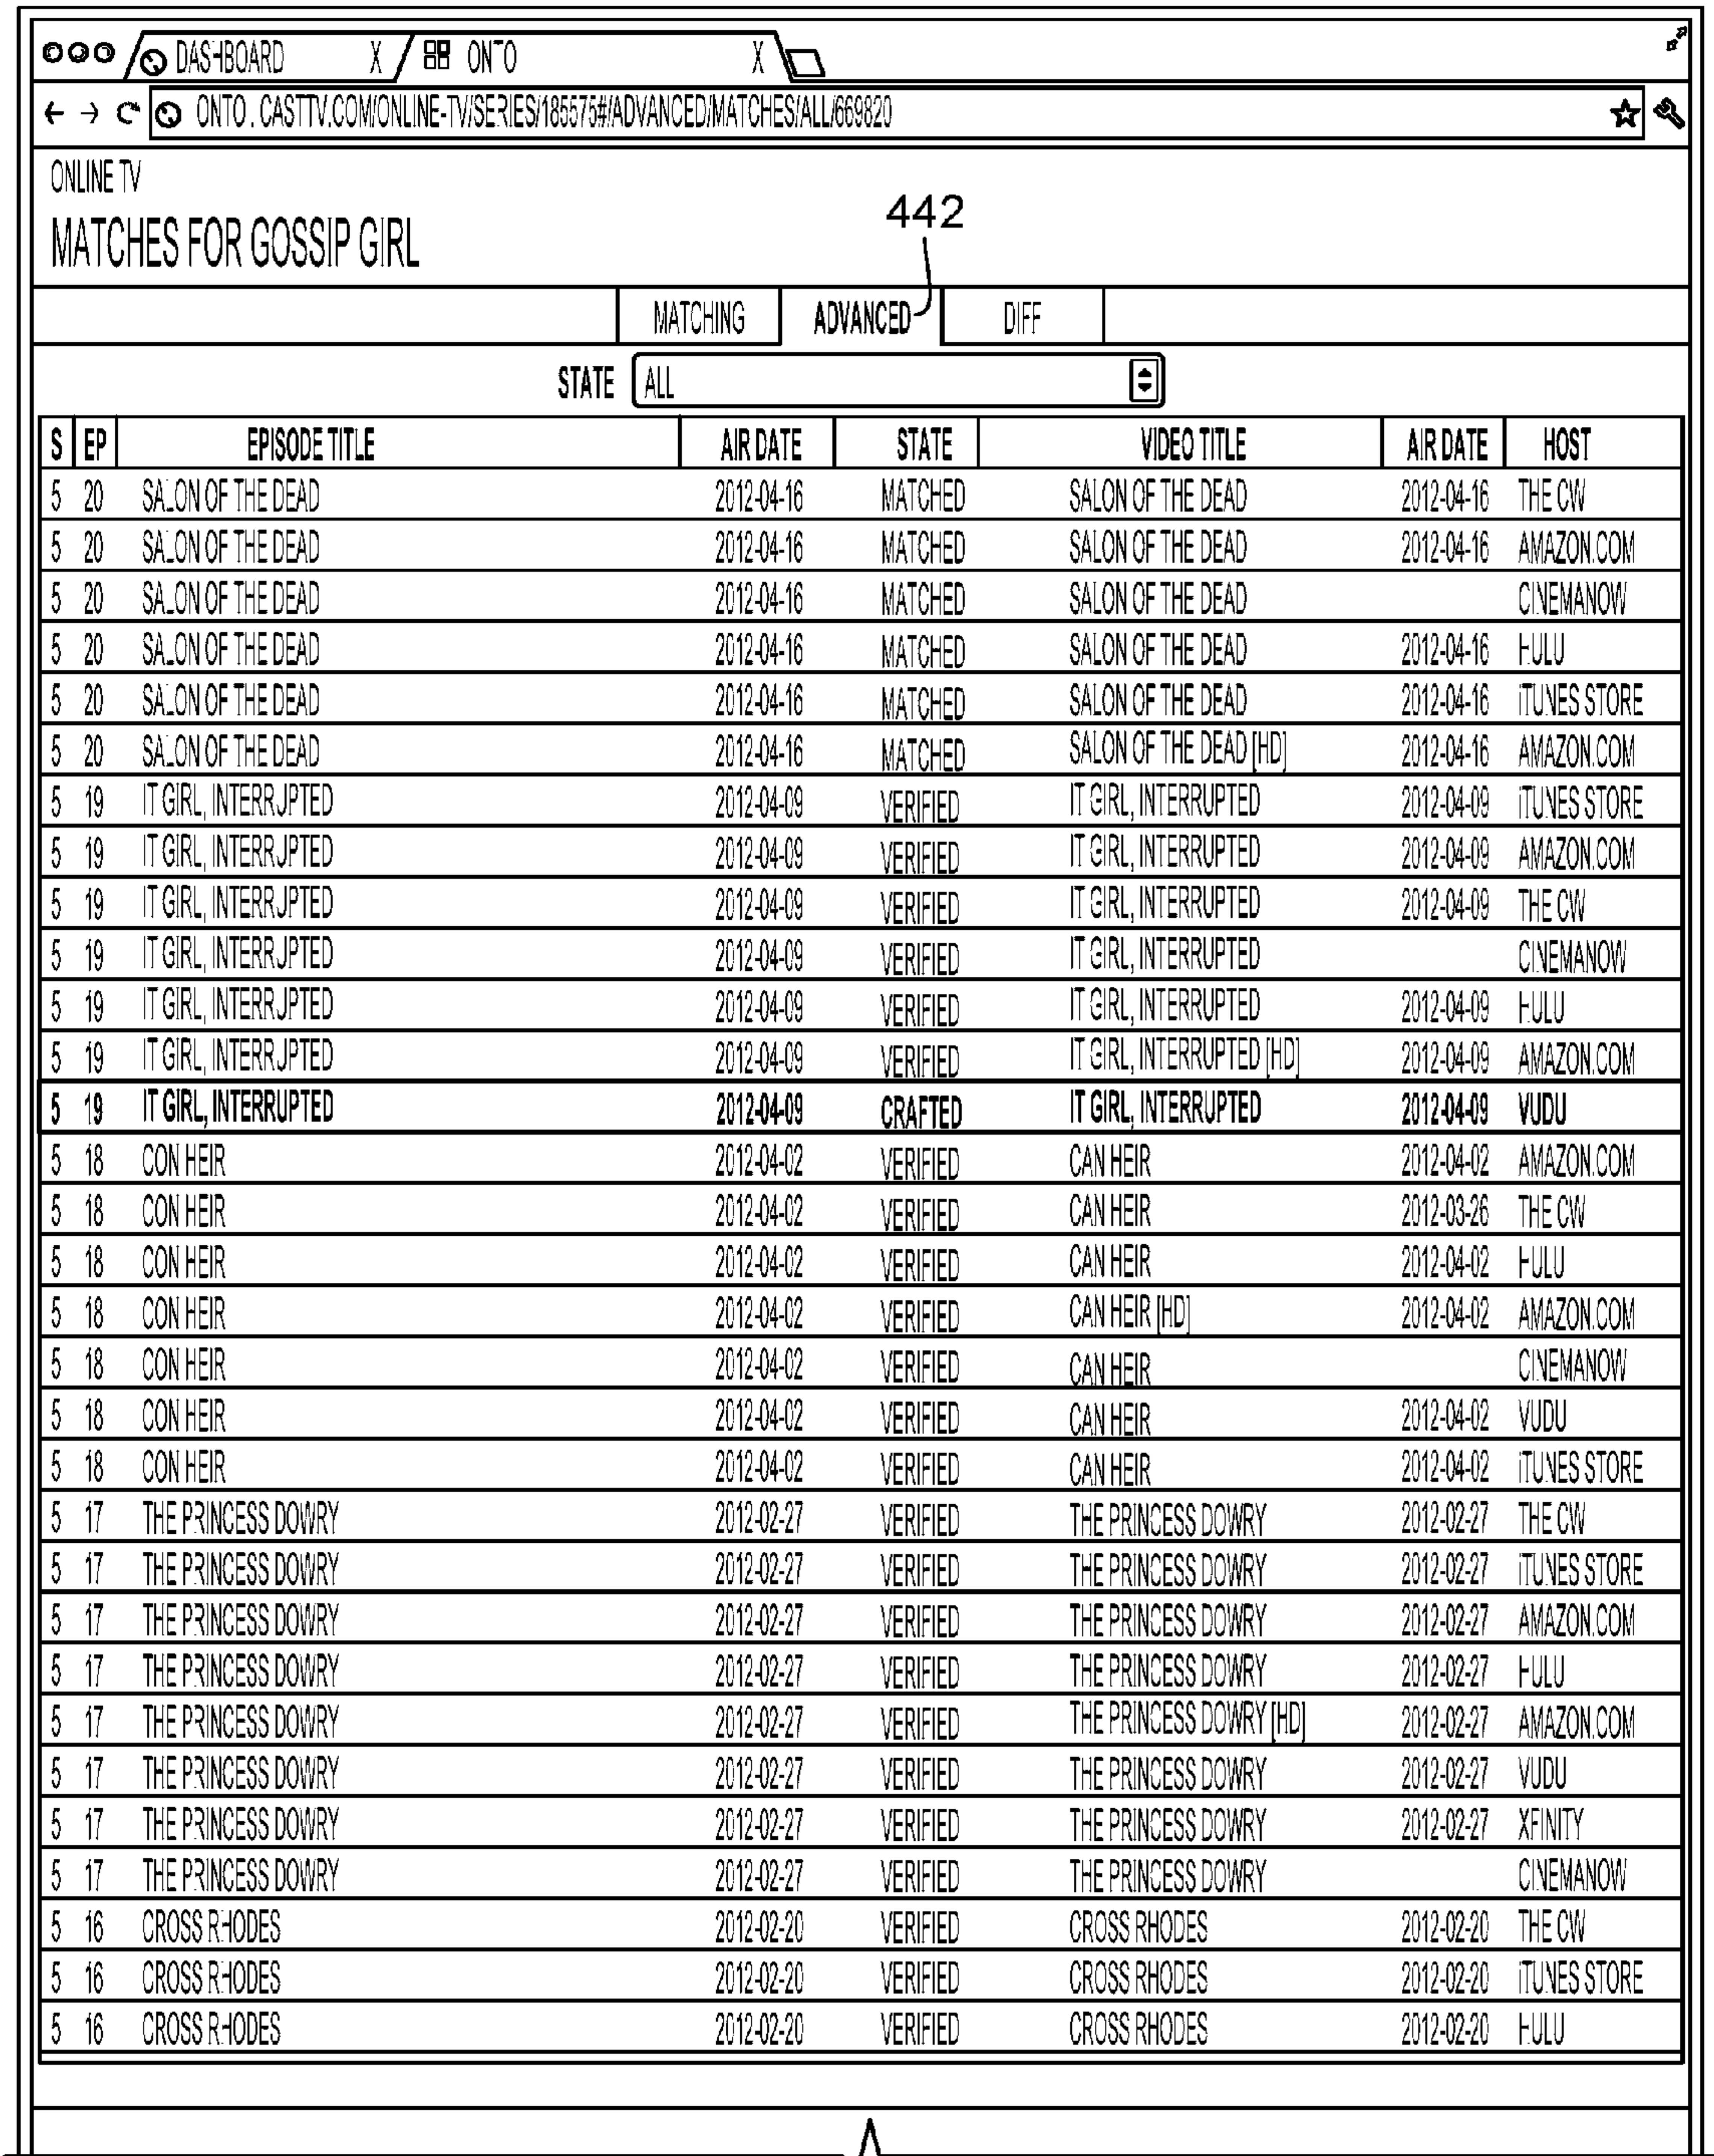 DASHBOARD X ONTO X
ONTO. CASTTV.COM/ONLINE-TV/SERIES/185575#/ADVANCED/MATCHES/ALL/669820
ONLINE TV
442
MATCHES FOR GOSSIP GIRL
MATCHING ADVANCED DIFF
STATE ALL
S EP EPISODE TITLE AIR DATE STATE VIDEO TITLE AIR DATE HOST
5 20 SALON OF THE DEAD 2012-04-16 MATCHED SALON OF THE DEAD 2012-04-16 THE CW
5 20 SALON OF THE DEAD 2012-04-16 MATCHED SALON OF THE DEAD 2012-04-16 AMAZON.COM
5 20 SALON OF THE DEAD 2012-04-16 MATCHED SALON OF THE DEAD CINEMANOW
5 20 SALON OF THE DEAD 2012-04-16 MATCHED SALON OF THE DEAD 2012-04-16 HULU
5 20 SALON OF THE DEAD 2012-04-16 MATCHED SALON OF THE DEAD 2012-04-16 iTUNES STORE
5 20 SALON OF THE DEAD 2012-04-16 MATCHED SALON OF THE DEAD [HD] 2012-04-16 AMAZON.COM
5 19 IT GIRL, INTERRUPTED 2012-04-09 VERIFIED IT GIRL, INTERRUPTED 2012-04-09 iTUNES STORE
5 19 IT GIRL, INTERRUPTED 2012-04-09 VERIFIED IT GIRL, INTERRUPTED 2012-04-09 AMAZON.COM
5 19 IT GIRL, INTERRUPTED 2012-04-09 VERIFIED IT GIRL, INTERRUPTED 2012-04-09 THE CW
5 19 IT GIRL, INTERRUPTED 2012-04-09 VERIFIED IT GIRL, INTERRUPTED CINEMANOW
5 19 IT GIRL, INTERRUPTED 2012-04-09 VERIFIED IT GIRL, INTERRUPTED 2012-04-09 HULU
5 19 IT GIRL, INTERRUPTED 2012-04-09 VERIFIED IT GIRL, INTERRUPTED [HD] 2012-04-09 AMAZON.COM
5 19 IT GIRL, INTERRUPTED 2012-04-09 CRAFTED IT GIRL, INTERRUPTED 2012-04-09 VUDU
5 18 CON HEIR 2012-04-02 VERIFIED CAN HEIR 2012-04-02 AMAZON.COM
5 18 CON HEIR 2012-04-02 VERIFIED CAN HEIR 2012-03-26 THE CW
5 18 CON HEIR 2012-04-02 VERIFIED CAN HEIR 2012-04-02 HULU
5 18 CON HEIR 2012-04-02 VERIFIED CAN HEIR [HD] 2012-04-02 AMAZON.COM
5 18 CON HEIR 2012-04-02 VERIFIED CAN HEIR CINEMANOW
5 18 CON HEIR 2012-04-02 VERIFIED CAN HEIR 2012-04-02 VUDU
5 18 CON HEIR 2012-04-02 VERIFIED CAN HEIR 2012-04-02 iTUNES STORE
5 17 THE PRINCESS DOWRY 2012-02-27 VERIFIED THE PRINCESS DOWRY 2012-02-27 THE CW
5 17 THE PRINCESS DOWRY 2012-02-27 VERIFIED THE PRINCESS DOWRY 2012-02-27 iTUNES STORE
5 17 THE PRINCESS DOWRY 2012-02-27 VERIFIED THE PRINCESS DOWRY 2012-02-27 AMAZON.COM
5 17 THE PRINCESS DOWRY 2012-02-27 VERIFIED THE PRINCESS DOWRY 2012-02-27 HULU
5 17 THE PRINCESS DOWRY 2012-02-27 VERIFIED THE PRINCESS DOWRY [HD] 2012-02-27 AMAZON.COM
5 17 THE PRINCESS DOWRY 2012-02-27 VERIFIED THE PRINCESS DOWRY 2012-02-27 VUDU
5 17 THE PRINCESS DOWRY 2012-02-27 VERIFIED THE PRINCESS DOWRY 2012-02-27 XFINITY
5 17 THE PRINCESS DOWRY 2012-02-27 VERIFIED THE PRINCESS DOWRY CINEMANOW
5 16 CROSS RHODES 2012-02-20 VERIFIED CROSS RHODES 2012-02-20 THE CW
5 16 CROSS RHODES 2012-02-20 VERIFIED CROSS RHODES 2012-02-20 iTUNES STORE
5 16 CROSS RHODES 2012-02-20 VERIFIED CROSS RHODES 2012-02-20 HULU